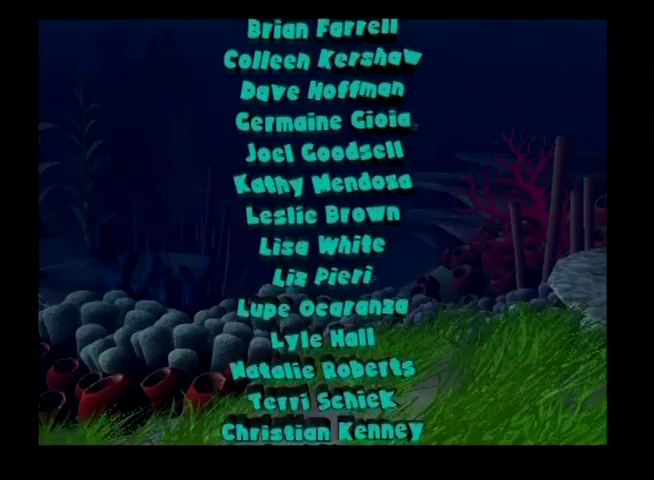 Brian Farrell
Colleen Kershaw
Dave Hoffman
Germaine Gioia
Joel Goodsell
Kathy Mendoza
Leslie Brown
Lisa White
Liz Pieri
Lupe Ocaranza
Lyle Hall
Natalie Roberts
Terri Schiek
Christian Kenney